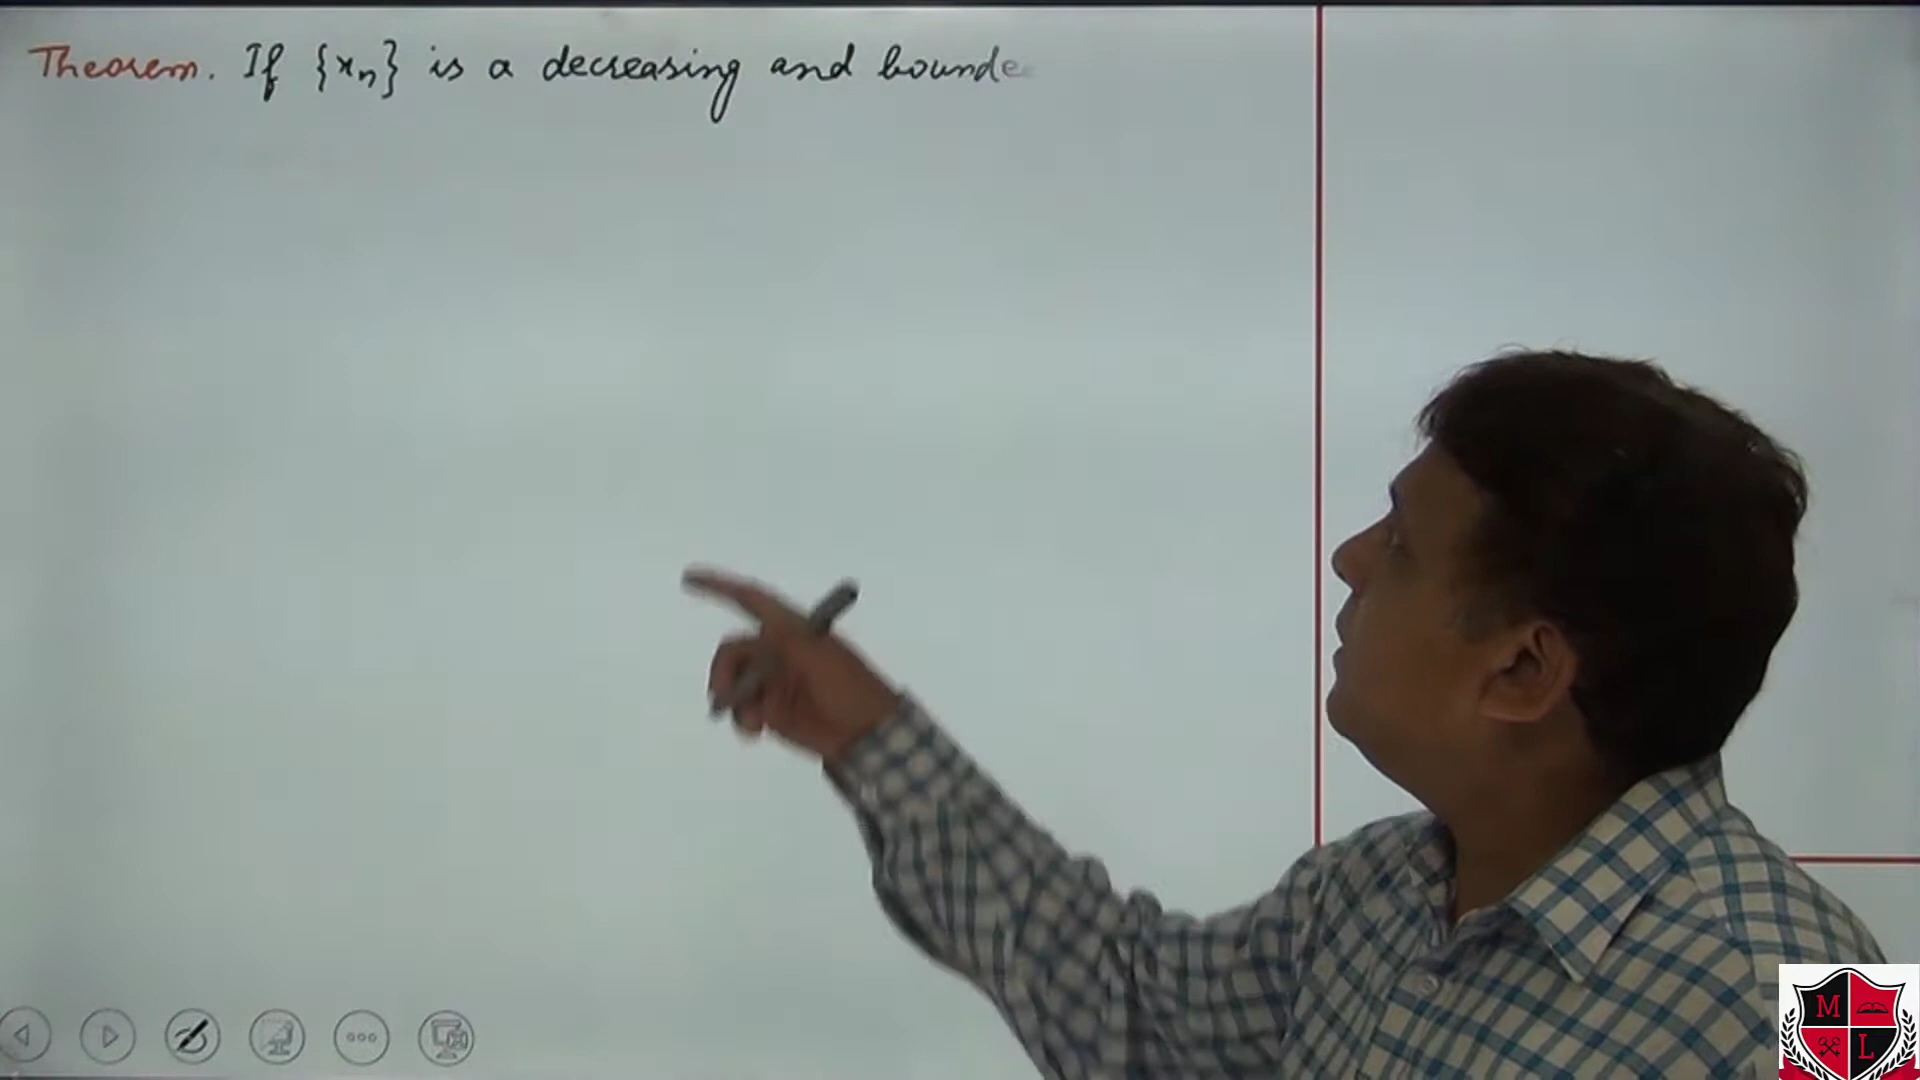 Theorem. If {xₙ} is a decreasing and bounde
M
L